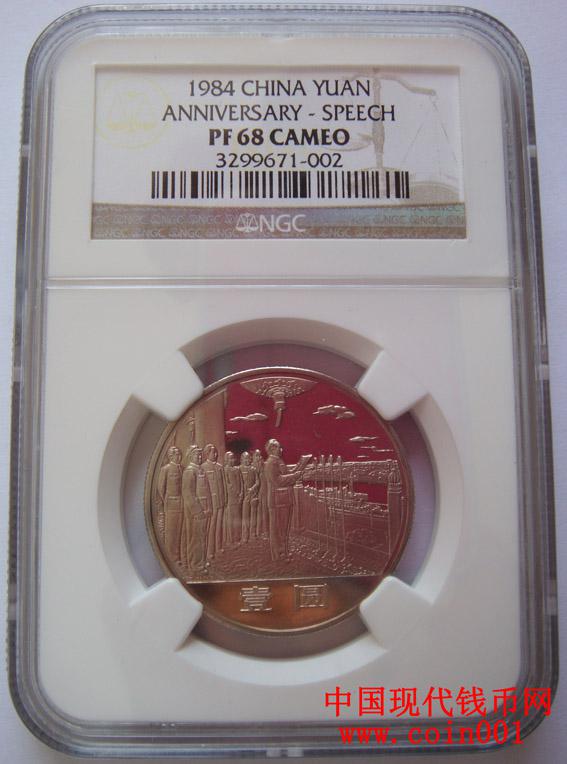 1984 CHINA YUAN
ANNIVERSARY - SPEECH
PF 68 CAMEO
3299671-002
NGC
壹圆
中国现代钱币网
www.coin001